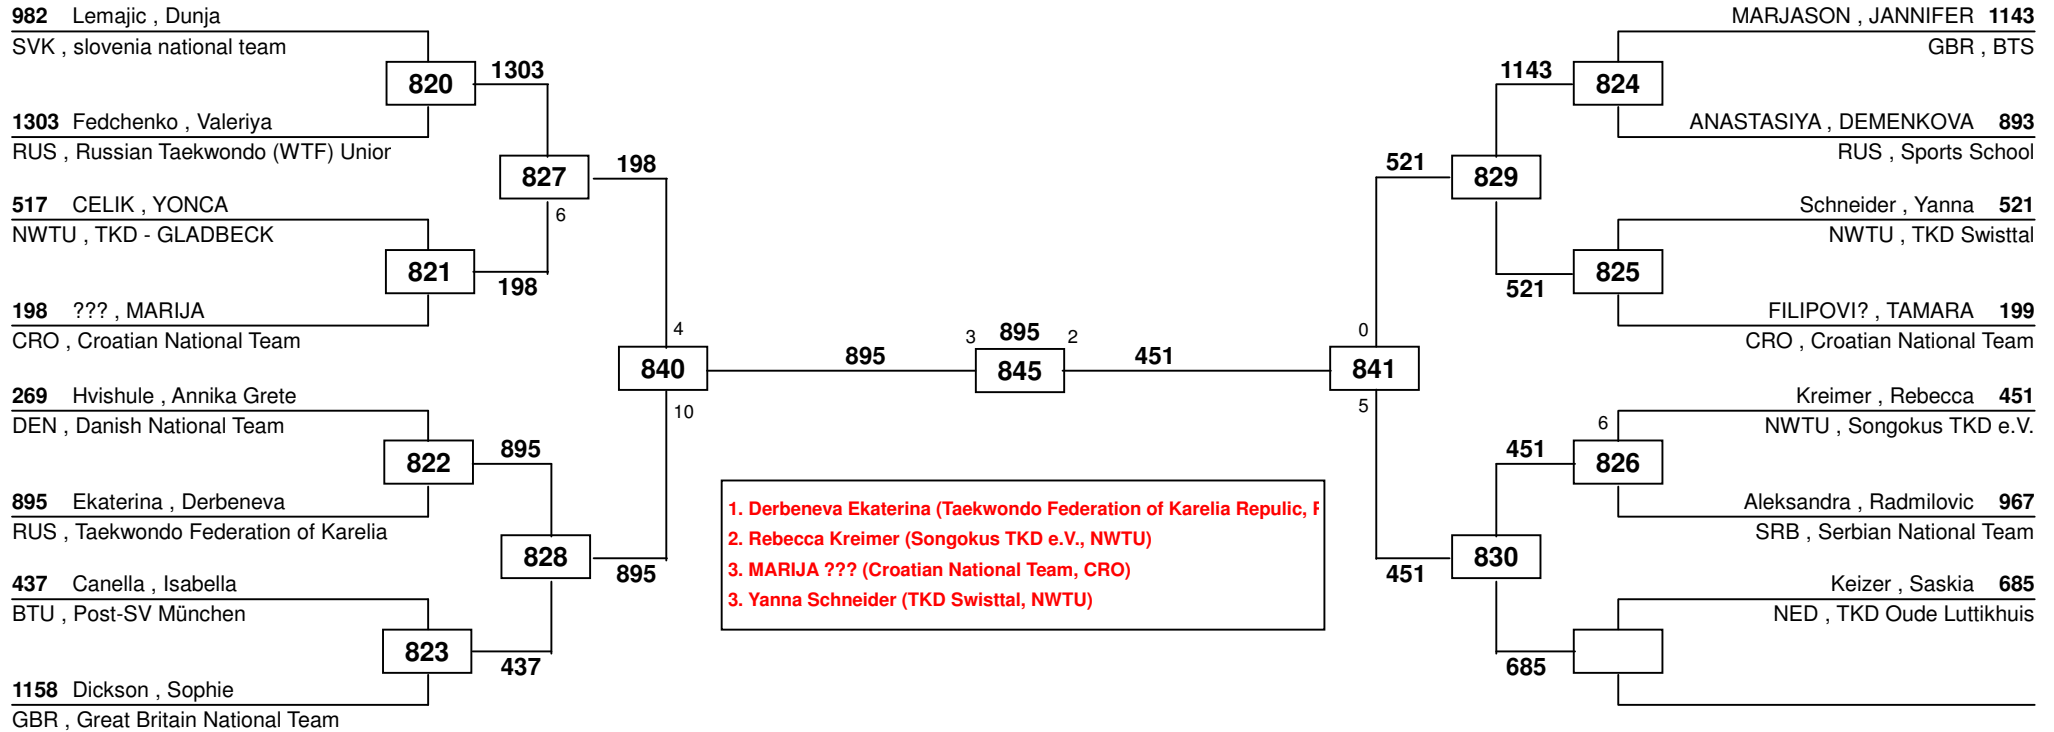 982 Lemajic , Dunja
SVK , slovenia national team
820
1303
1303 Fedchenko , Valeriya
RUS , Russian Taekwondo (WTF) Unior
827
198
6
517 CELIK , YONCA
NWTU , TKD - GLADBECK
821
198
198 ??? , MARIJA
CRO , Croatian National Team
4
840
10
895
269 Hvishule , Annika Grete
DEN , Danish National Team
822
895
895 Ekaterina , Derbeneva
RUS , Taekwondo Federation of Karelia
828
895
437 Canella , Isabella
BTU , Post-SV München
823
437
1158 Dickson , Sophie
GBR , Great Britain National Team
3 895 2
845
451
1. Derbeneva Ekaterina (Taekwondo Federation of Karelia Repulic, F
2. Rebecca Kreimer (Songokus TKD e.V., NWTU)
3. MARIJA ??? (Croatian National Team, CRO)
3. Yanna Schneider (TKD Swisttal, NWTU)
MARJASON , JANNIFER 1143
GBR , BTS
1143
824
ANASTASIYA , DEMENKOVA 893
RUS , Sports School
521
829
Schneider , Yanna 521
NWTU , TKD Swisttal
825
521
FILIPOVI? , TAMARA 199
CRO , Croatian National Team
0
841
5
Kreimer , Rebecca 451
6
NWTU , Songokus TKD e.V.
451
826
Aleksandra , Radmilovic 967
SRB , Serbian National Team
830
451
Keizer , Saskia 685
NED , TKD Oude Luttikhuis
685